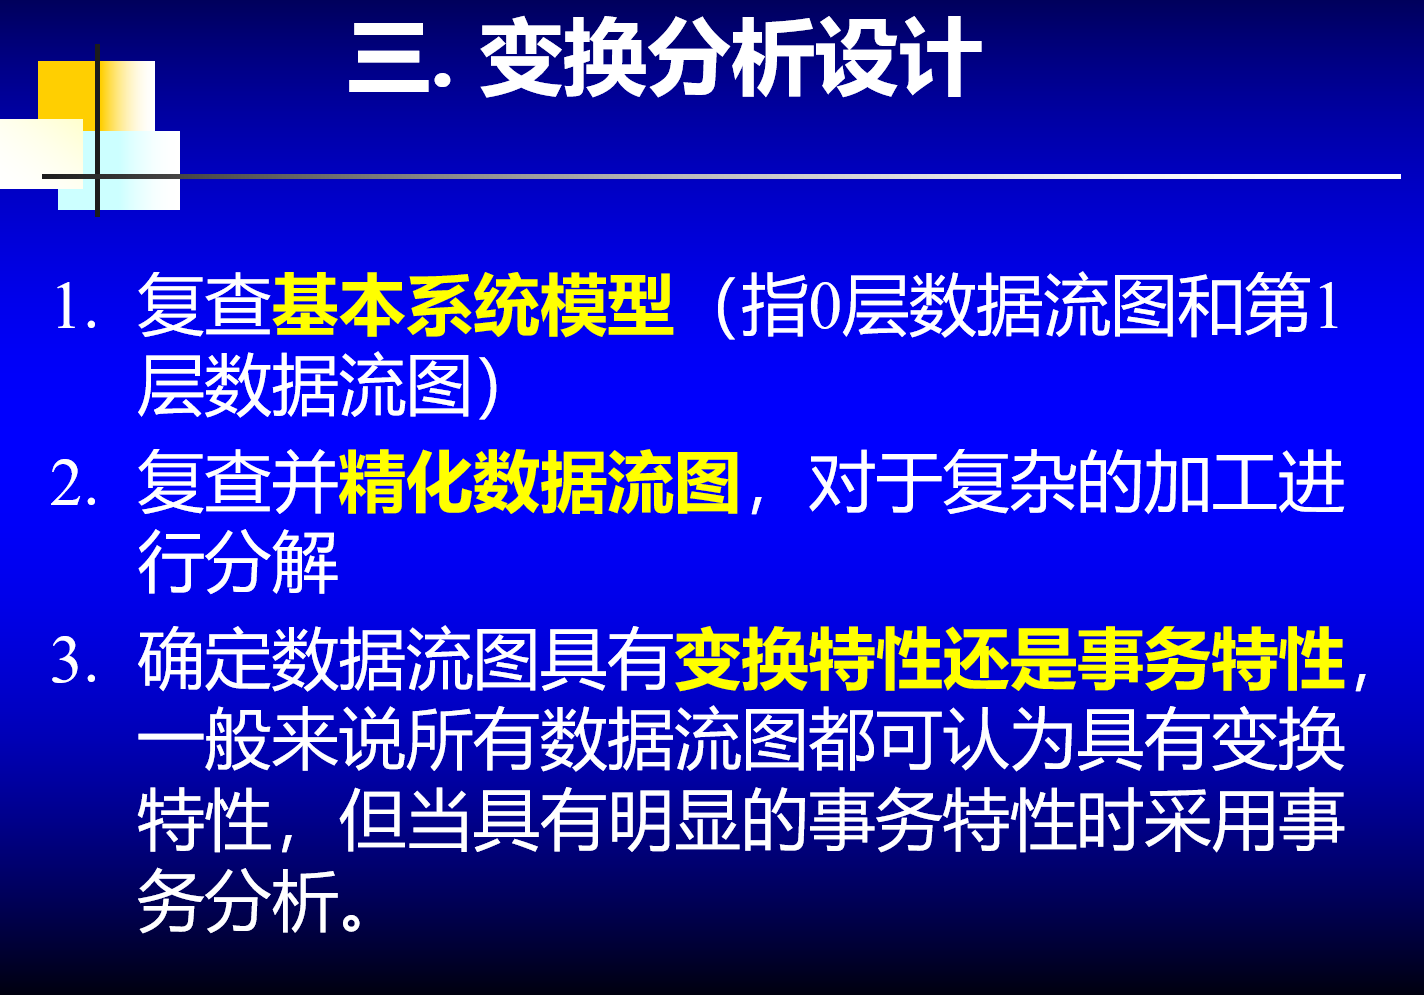 三. 变换分析设计
1. 复查基本系统模型（指0层数据流图和第1
层数据流图）
2. 复查并精化数据流图，对于复杂的加工进
行分解
3. 确定数据流图具有变换特性还是事务特性，
一般来说所有数据流图都可认为具有变换
特性，但当具有明显的事务特性时采用事
务分析。